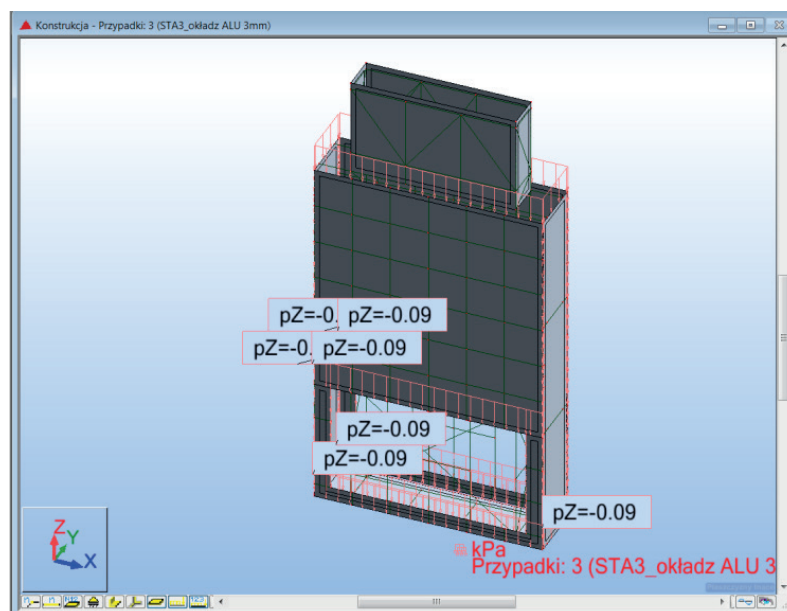 Konstrukcja - Przypadki: 3 (STA3_okładz ALU 3mm)
pZ=-0. pZ=-0.09
pZ=-0. pZ=-0.09
pZ=-0.09
pZ=-0.09
pZ=-0.09
kPa
Przypadki: 3 (STA3_okładz ALU 3
Z
Y
X